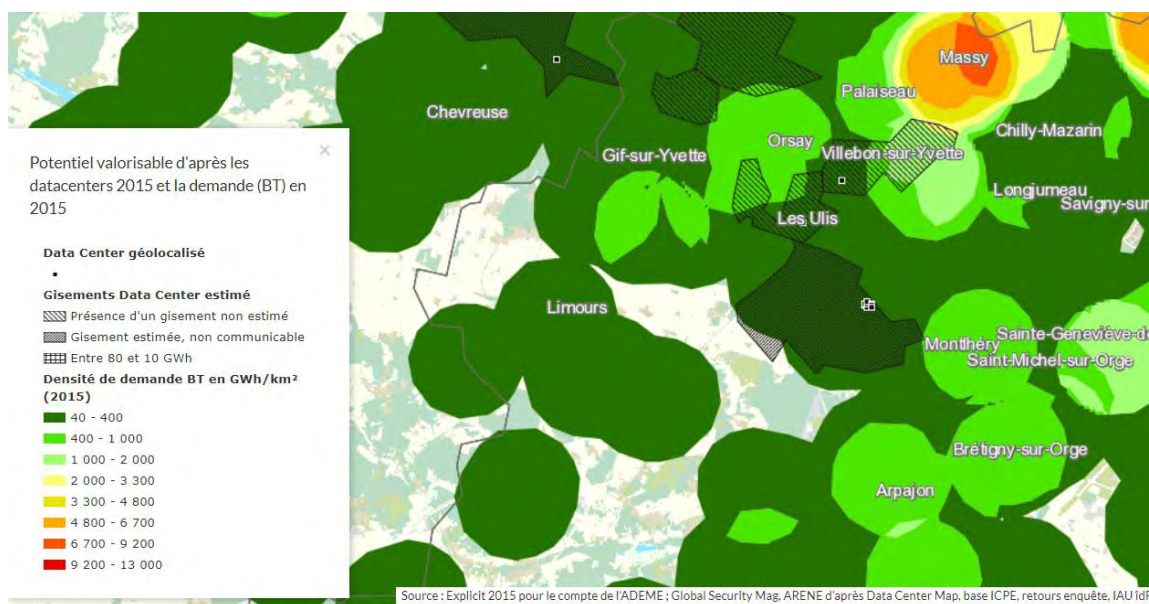 Massy
Palaiseau
Chevreuse
Chilly-Mazarin
Orsay
Villebon-sur-Yvette
Gif-sur-Yvette
Longjumeau
Savigny-sur
Les Ulis
Limours
Montlhéry
Sainte-Geneviève-de
Saint-Michel-sur-Orge
Brétigny-sur-Orge
Arpajon
Potentiel valorisable d'après les
datacenters 2015 et la demande (BT) en
2015
×
Data Center géolocalisé
Gisements Data Center estimé
Présence d'un gisement non estimé
Gisement estimée, non communicable
Entre 80 et 10 GWh
Densité de demande BT en GWh/km²
(2015)
40 - 400
400 - 1 000
1 000 - 2 000
2 000 - 3 300
3 300 - 4 800
4 800 - 6 700
6 700 - 9 200
9 200 - 13 000
Source : Explicit 2015 pour le compte de l'ADEME ; Global Security Mag, ARENE d'après Data Center Map, base ICPE, retours enquête, IAU îdF